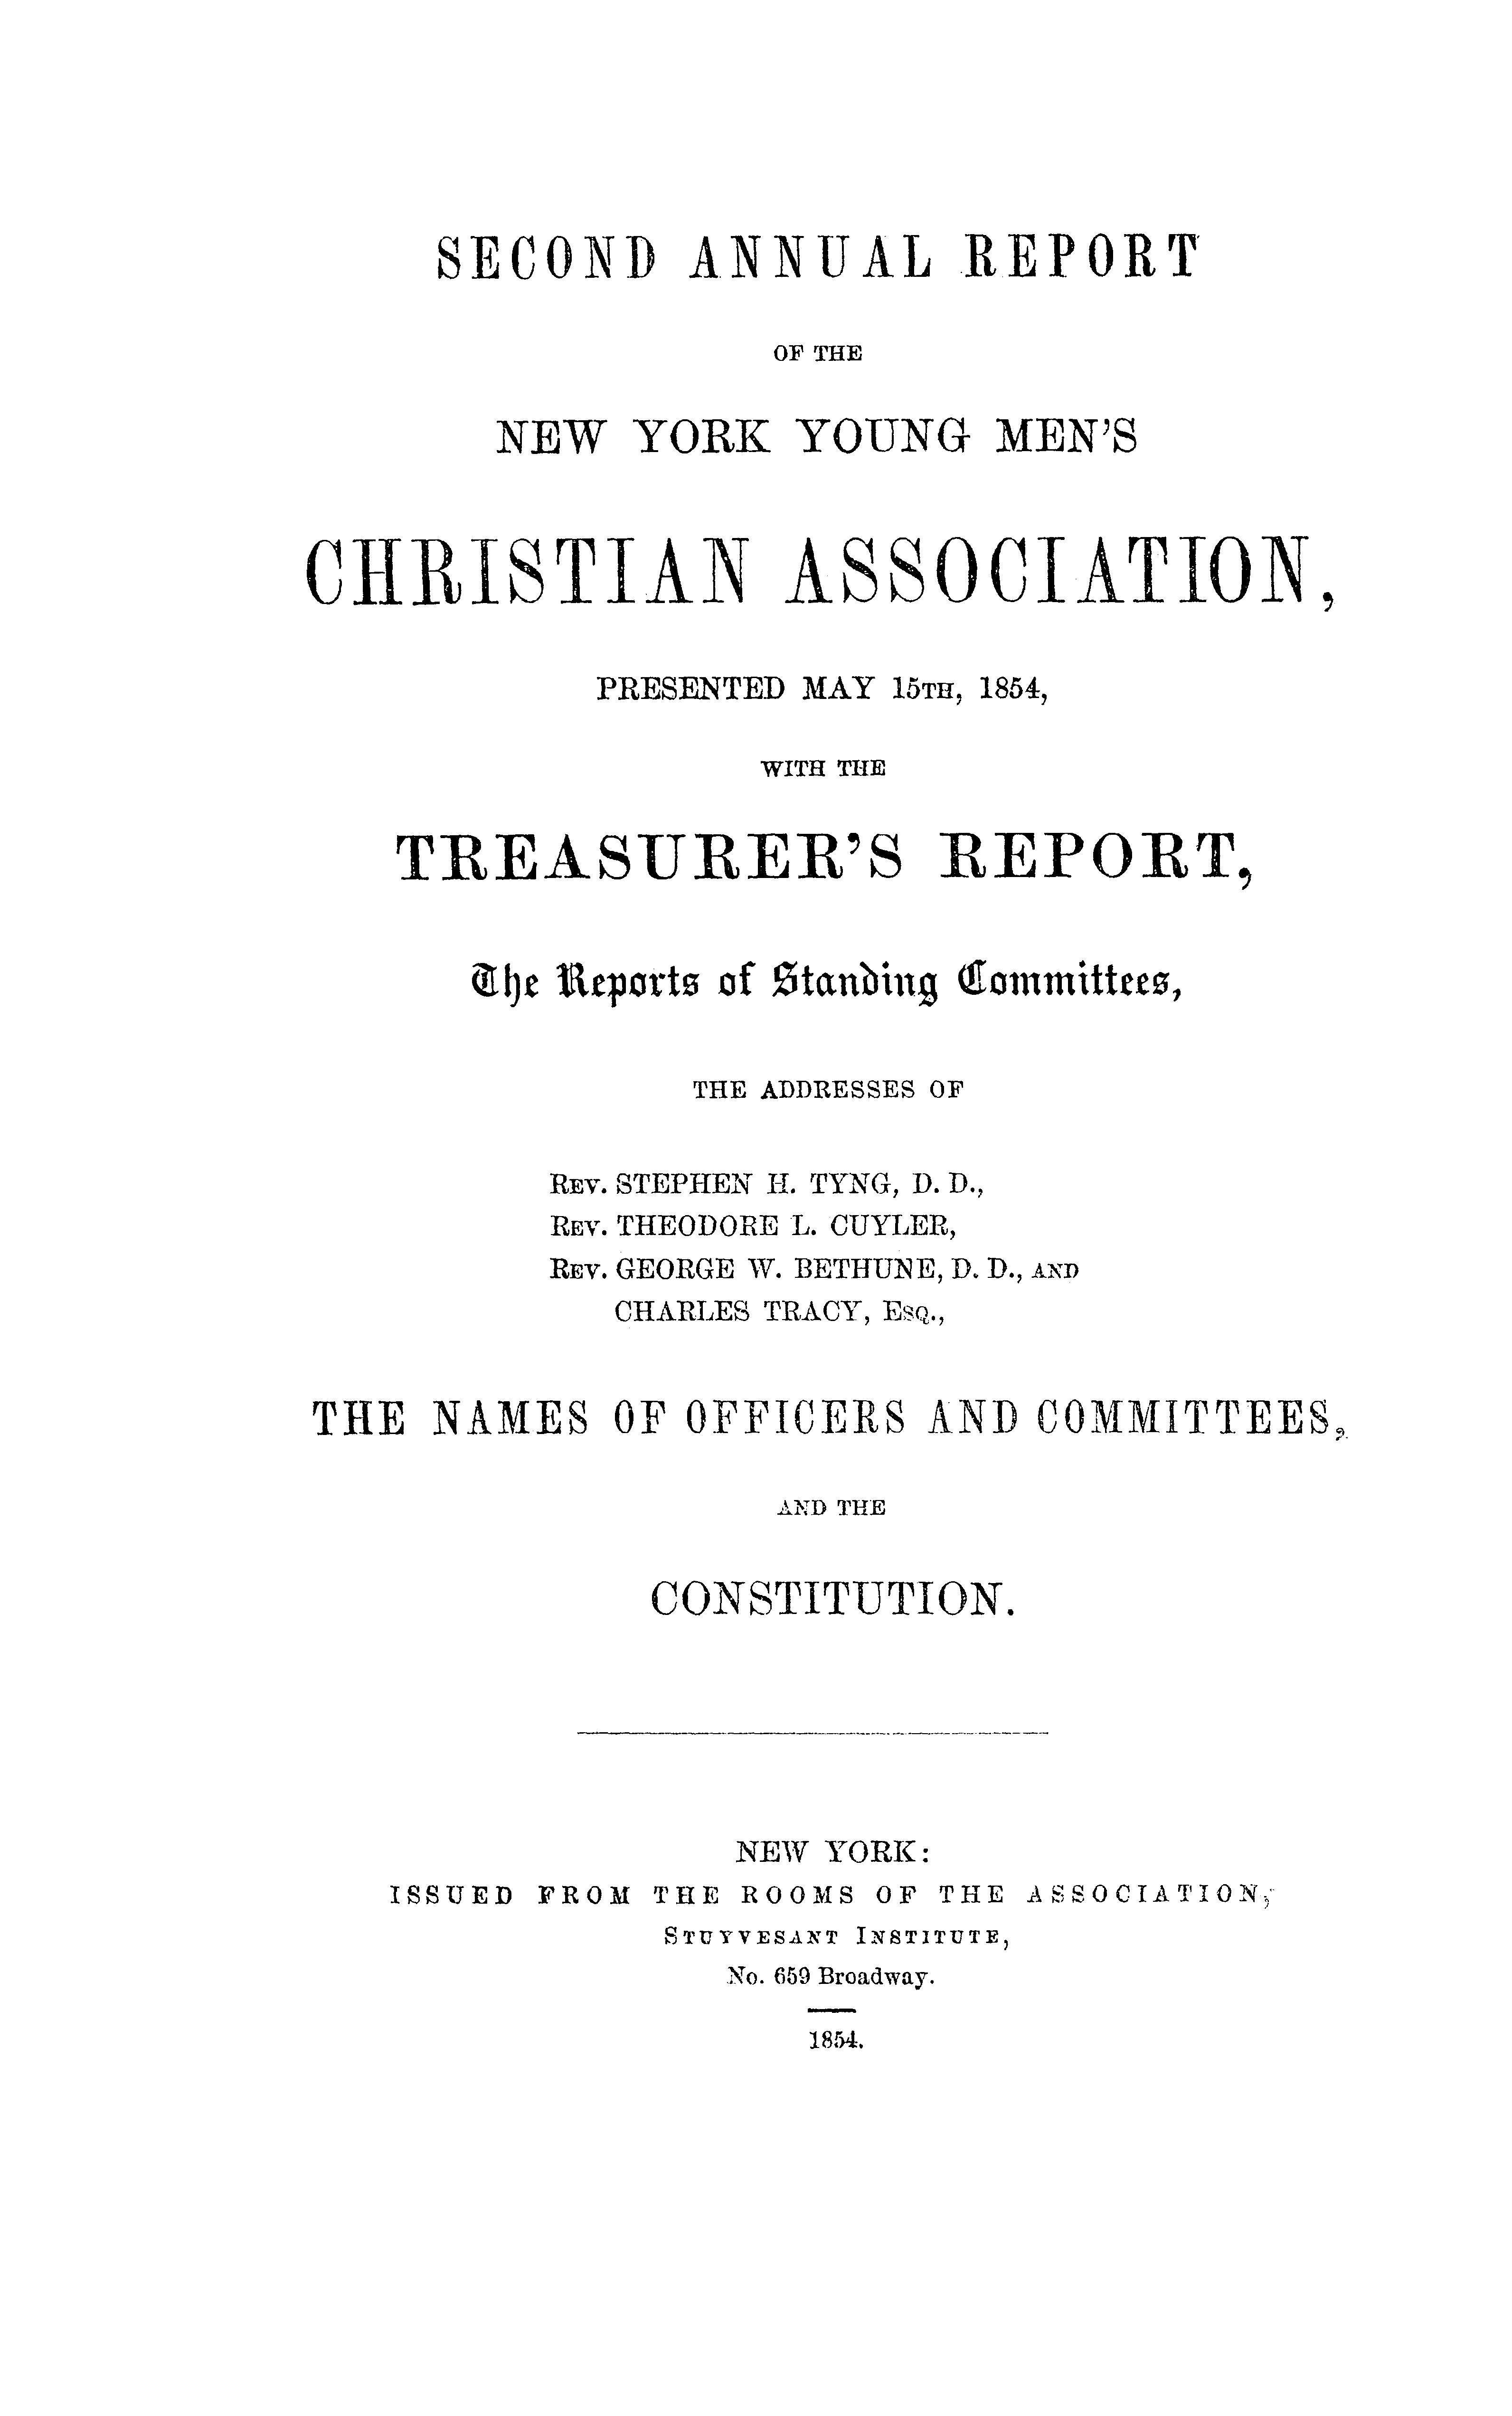 SECOND ANNUAL REPORT
OF THE
NEW YORK YOUNG MEN'S
CHRISTIAN ASSOCIATION,
PRESENTED MAY 15TH, 1854,
WITH THE
TREASURER'S REPORT,
The Reports of Standing Committees,
THE ADDRESSES OF
REV. STEPHEN H. TYNG, D. D.,
REV. THEODORE L. CUYLER,
REV. GEORGE W. BETHUNE, D. D., AND
CHARLES TRACY, ESQ.,
THE NAMES OF OFFICERS AND COMMITTEES,
AND THE
CONSTITUTION.
NEW YORK:
ISSUED FROM THE ROOMS OF THE ASSOCIATION,
STUYVESANT INSTITUTE,
No. 659 Broadway.
1854.